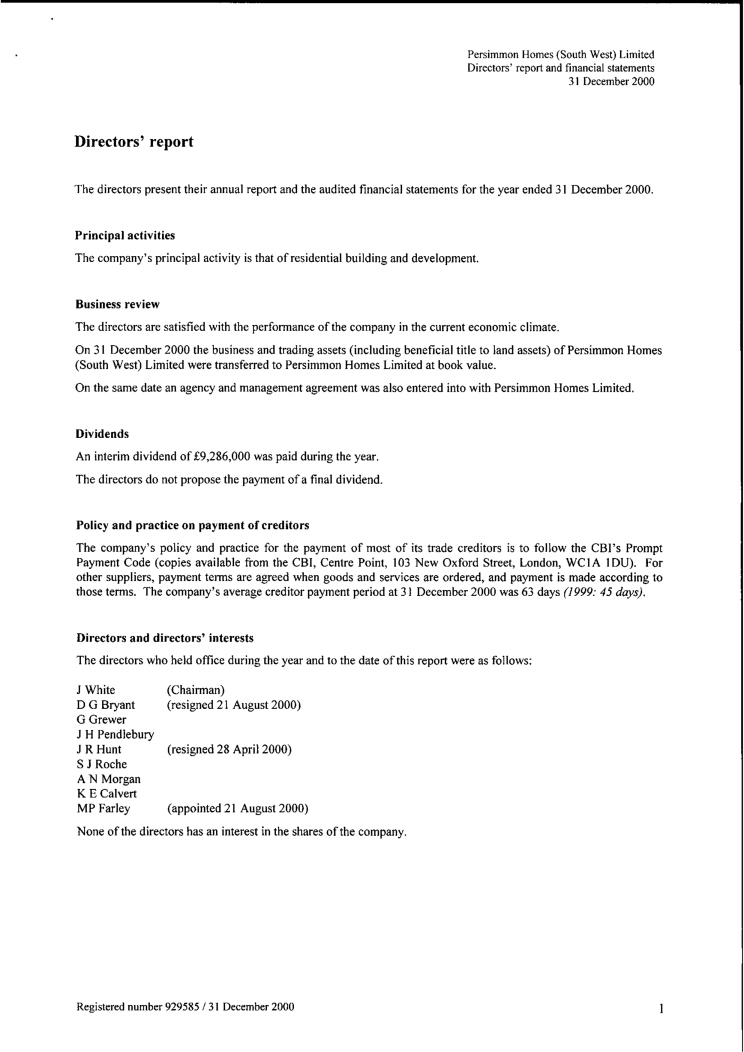 Persimmon Homes (South West) Limited
Directors' report and financial statements
31 December 2000
Directors' report
The directors present their annual report and the audited financial statements for the year ended 31 December 2000.
Principal activities
The company's principal activity is that of residential building and development.
Business review
The directors are satisfied with the performance of the company in the current economic climate.
On 31 December 2000 the business and trading assets (including beneficial title to land assets) of Persimmon Homes
(South West) Limited were transferred to Persimmon Homes Limited at book value.
On the same date an agency and management agreement was also entered into with Persimmon Homes Limited.
Dividends
An interim dividend of £9,286,000 was paid during the year.
The directors do not propose the payment of a final dividend.
Policy and practice on payment of creditors
The company's policy and practice for the payment of most of its trade creditors is to follow the CBI's Prompt
Payment Code (copies available from the CBI, Centre Point, 103 New Oxford Street, London, WC1A 1DU). For
other suppliers, payment terms are agreed when goods and services are ordered, and payment is made according to
those terms. The company's average creditor payment period at 31 December 2000 was 63 days (1999: 45 days).
Directors and directors' interests
The directors who held office during the year and to the date of this report were as follows:
J White (Chairman)
D G Bryant (resigned 21 August 2000)
G Grewer
J H Pendlebury
J R Hunt (resigned 28 April 2000)
S J Roche
A N Morgan
K E Calvert
MP Farley (appointed 21 August 2000)
None of the directors has an interest in the shares of the company.
Registered number 929585 / 31 December 2000 1